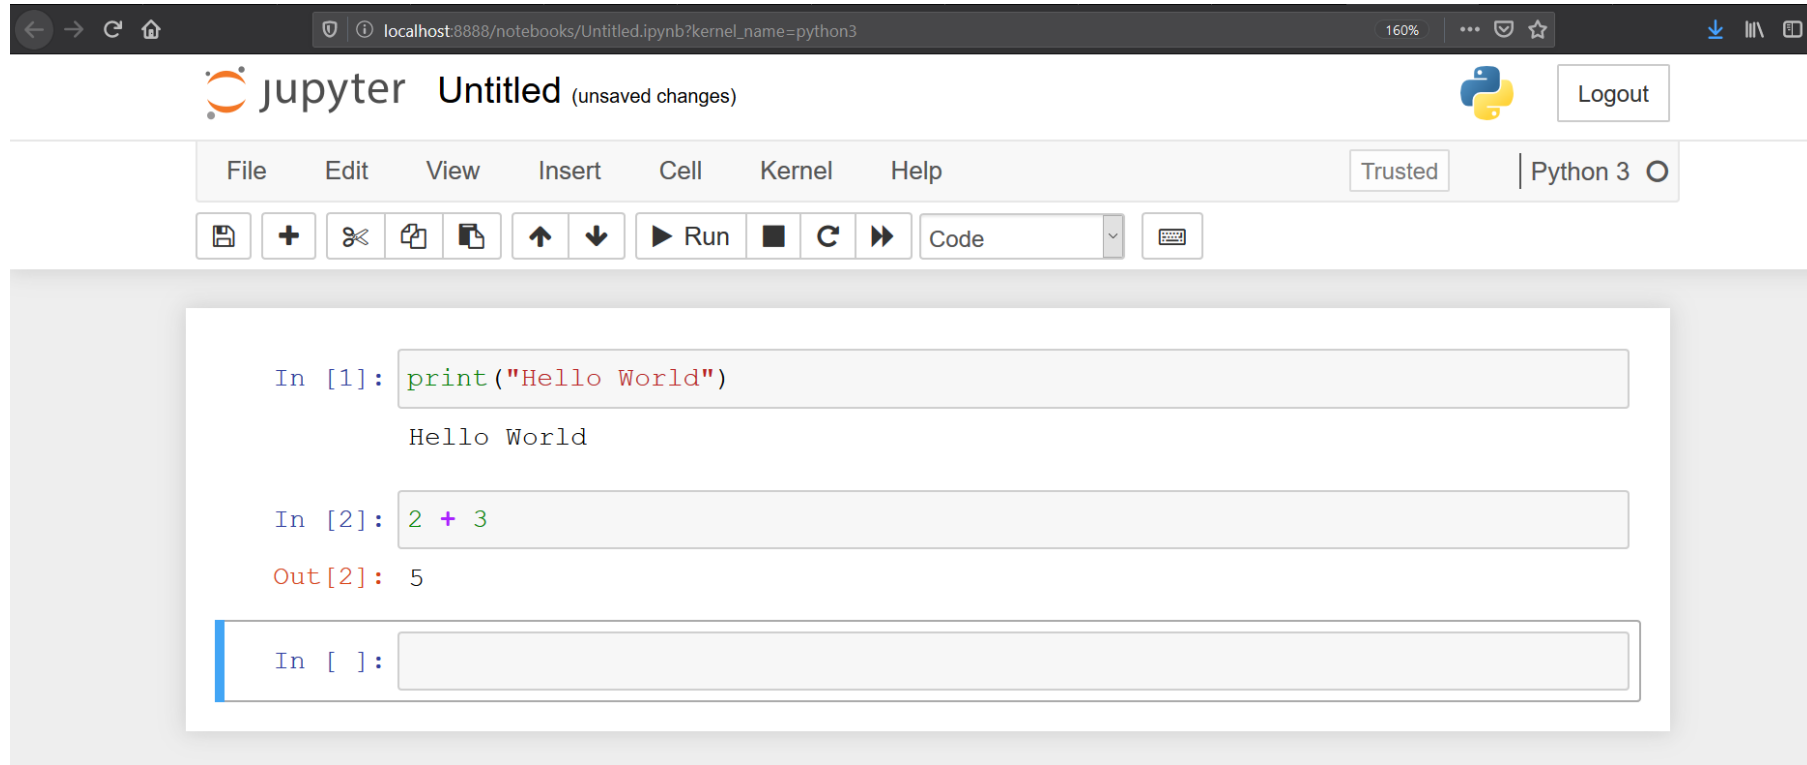 localhost:8888/notebooks/Untitled.ipynb?kernel_name=python3 160%
jupyter Untitled (unsaved changes) Logout
File Edit View Insert Cell Kernel Help Trusted Python 3
Run Code
In [1]: print("Hello World")
Hello World
In [2]: 2 + 3
Out[2]: 5
In [ ]: